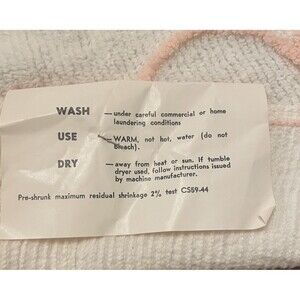 WASH —under careful commercial or home
laundering conditions
USE —WARM, not hot, water (do not
bleach).
DRY —away from heat or sun. If tumble
dryer used, follow instructions issued
by machine manufacturer.
Pre-shrunk maximum residual shrinkage 2% test CS59-44